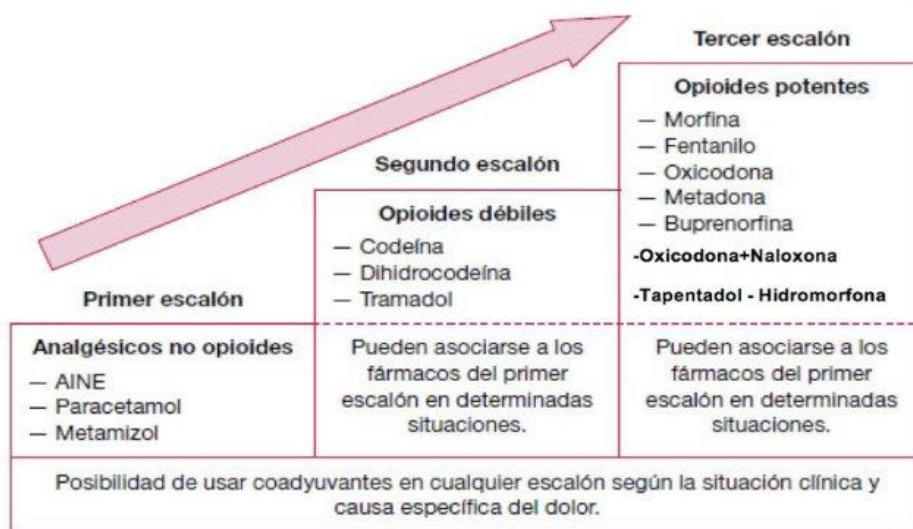 Primer escalón
Analgésicos no opioides
— AINE
— Paracetamol
— Metamizol
Segundo escalón
Opioides débiles
— Codeína
— Dihidrocodeína
— Tramadol
Pueden asociarse a los
fármacos del primer
escalón en determinadas
situaciones.
Tercer escalón
Opioides potentes
— Morfina
— Fentanilo
— Oxicodona
— Metadona
— Buprenorfina
-Oxicodona+Naloxona
-Tapentadol - Hidromorfona
Pueden asociarse a los
fármacos del primer
escalón en determinadas
situaciones.
Posibilidad de usar coadyuvantes en cualquier escalón según la situación clínica y
causa específica del dolor.